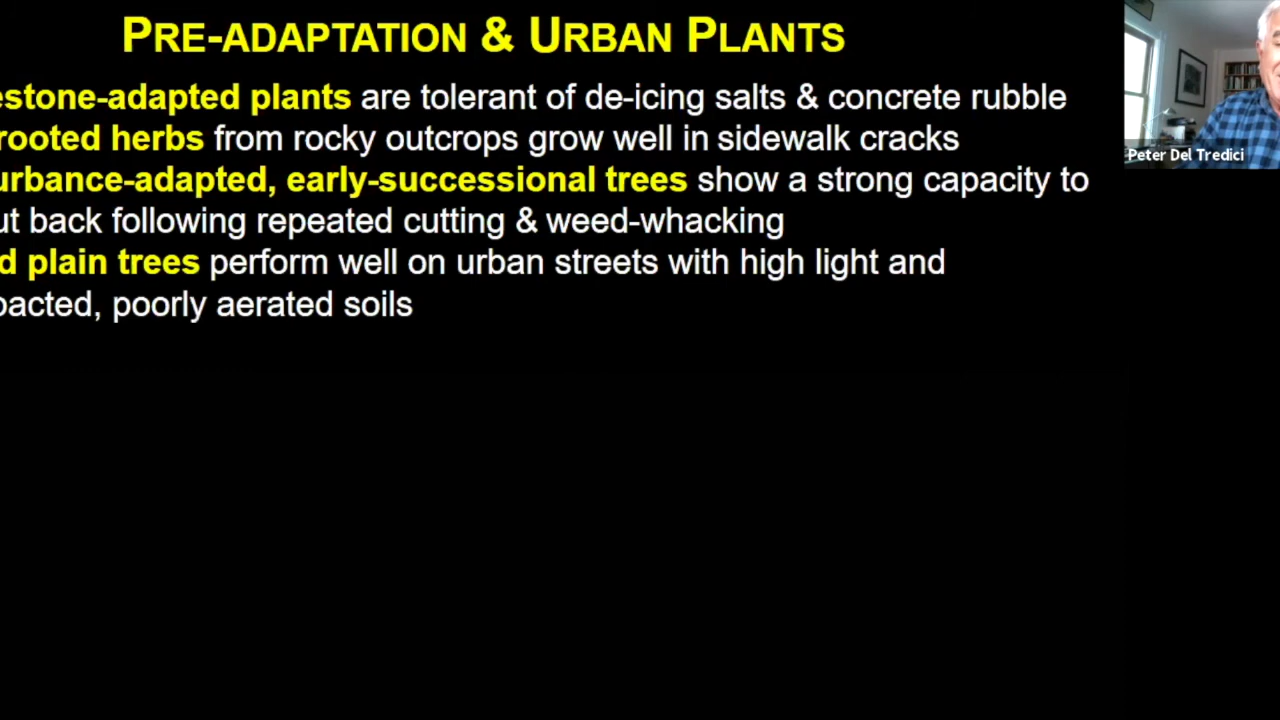 PRE-ADAPTATION & URBAN PLANTS
estone-adapted plants are tolerant of de-icing salts & concrete rubble
rooted herbs from rocky outcrops grow well in sidewalk cracks
urbance-adapted, early-successional trees show a strong capacity to
ut back following repeated cutting & weed-whacking
d plain trees perform well on urban streets with high light and
pacted, poorly aerated soils
Peter Del Tredici